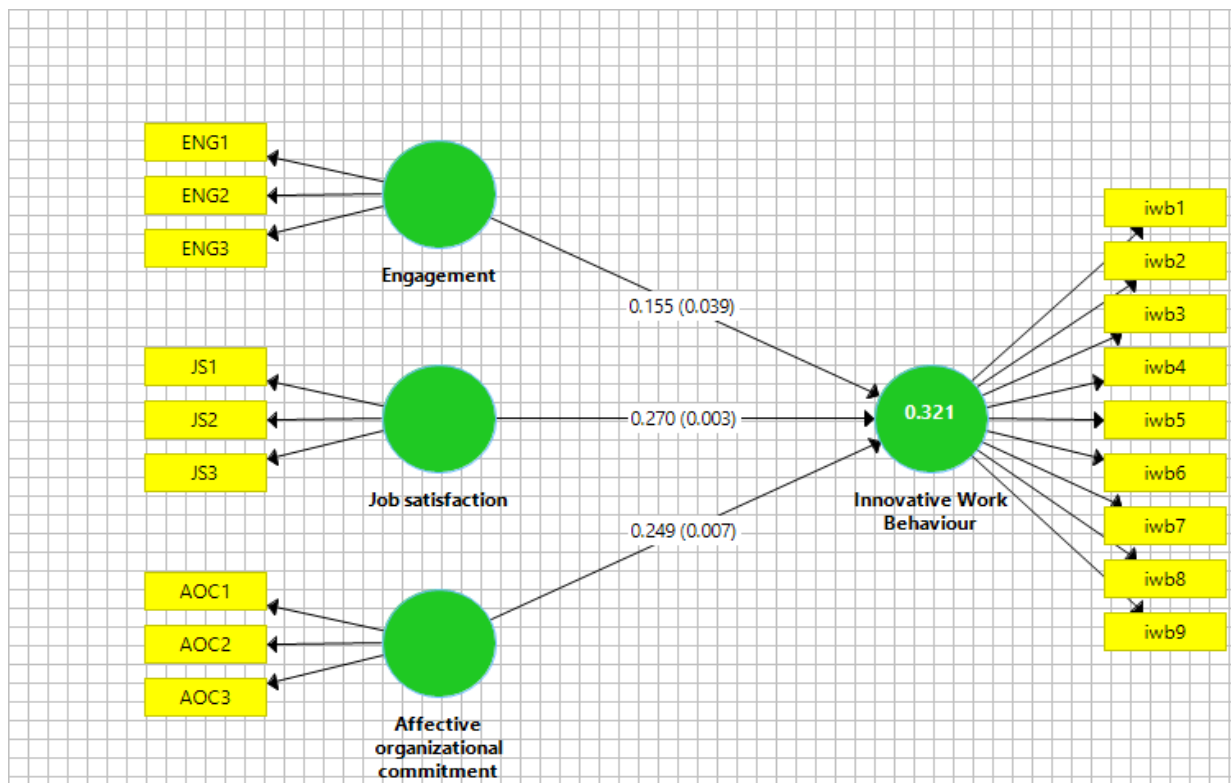 ENG1
ENG2
ENG3
Engagement
0.155 (0.039)
JS1
JS2
JS3
Job satisfaction
0.270 (0.003)
AOC1
AOC2
AOC3
Affective
organizational
commitment
0.249 (0.007)
0.321
Innovative Work
Behaviour
iwb1
iwb2
iwb3
iwb4
iwb5
iwb6
iwb7
iwb8
iwb9